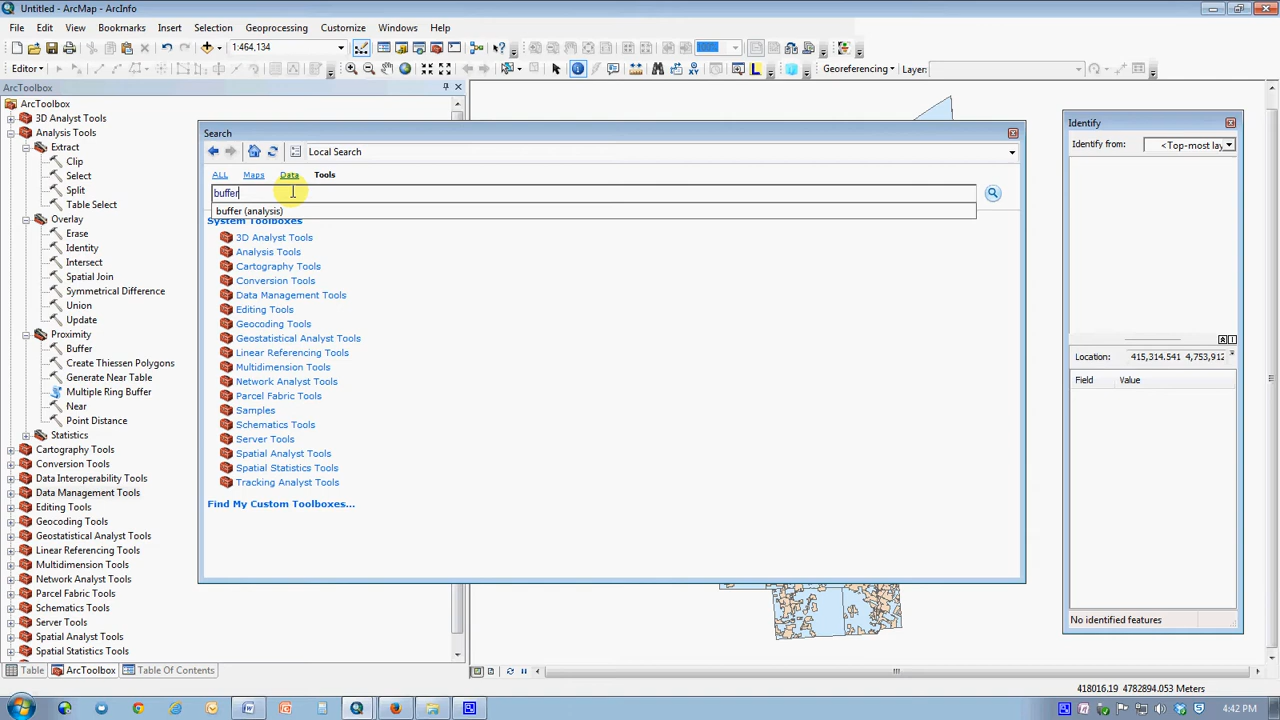 Untitled - ArcMap - ArcInfo
File Edit View Bookmarks Insert Selection Geoprocessing Customize Windows Help
1:464,134
Editor
Georeferencing Layer:
ArcToolbox
ArcToolbox
3D Analyst Tools
Analysis Tools
Extract
Clip
Select
Split
Table Select
Overlay
Erase
Identity
Intersect
Spatial Join
Symmetrical Difference
Union
Update
Proximity
Buffer
Create Thiessen Polygons
Generate Near Table
Multiple Ring Buffer
Near
Point Distance
Statistics
Cartography Tools
Conversion Tools
Data Interoperability Tools
Data Management Tools
Editing Tools
Geocoding Tools
Geostatistical Analyst Tools
Linear Referencing Tools
Multidimension Tools
Network Analyst Tools
Parcel Fabric Tools
Schematics Tools
Server Tools
Spatial Analyst Tools
Spatial Statistics Tools
Table ArcToolbox Table Of Contents
Search
Local Search
ALL Maps Data Tools
buffer
buffer (analysis)
System Toolboxes
3D Analyst Tools
Analysis Tools
Cartography Tools
Conversion Tools
Data Management Tools
Editing Tools
Geocoding Tools
Geostatistical Analyst Tools
Linear Referencing Tools
Multidimension Tools
Network Analyst Tools
Parcel Fabric Tools
Samples
Schematics Tools
Server Tools
Spatial Analyst Tools
Spatial Statistics Tools
Tracking Analyst Tools
Find My Custom Toolboxes...
Identify
Identify from: <Top-most lay
Location: 415,314.541 4,753,912
Field Value
No identified features
418016.19 4782894.053 Meters
4:42 PM